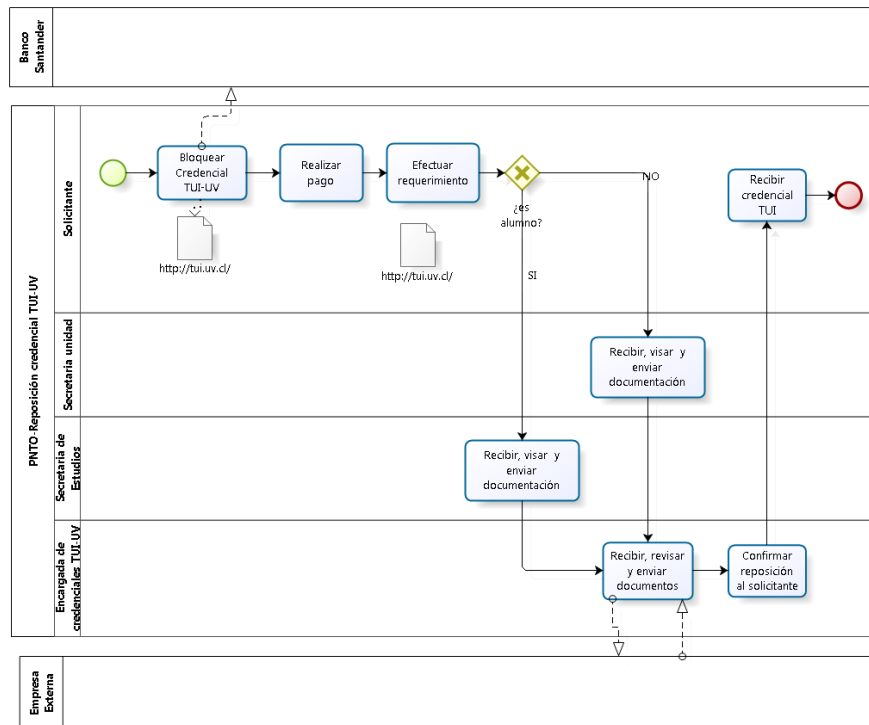 Banco
Santander
PNTO-Reposición credencial TUI-UV
Solicitante
Bloquear
Credencial
TUI-UV
Realizar
pago
Efectuar
requerimiento
¿es
alumno?
NO
SI
Recibir
credencial
TUI
http://tui.uv.cl/
http://tui.uv.cl/
Secretaria unidad
Recibir, visar y
enviar
documentación
Secretaria de
Estudios
Recibir, visar y
enviar
documentación
Encargada de
credenciales TUI-UV
Recibir, revisar
y enviar
documentos
Confirmar
reposición
al solicitante
Empresa
Externa